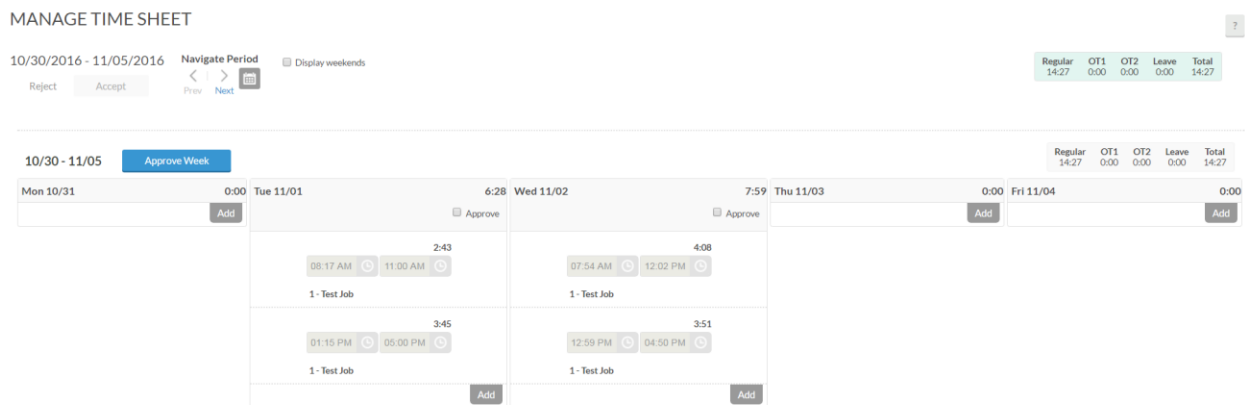 MANAGE TIME SHEET
?
10/30/2016 - 11/05/2016 Navigate Period Display weekends
Reject Accept Prev Next
Regular OT1 OT2 Leave Total
14:27 0:00 0:00 0:00 14:27
10/30 - 11/05 Approve Week
Regular OT1 OT2 Leave Total
14:27 0:00 0:00 0:00 14:27
Mon 10/31 0:00 Tue 11/01 6:28 Wed 11/02 7:59 Thu 11/03 0:00 Fri 11/04 0:00
Add Approve Approve Add Add
2:43 4:08
08:17 AM 11:00 AM 07:54 AM 12:02 PM
1 - Test Job 1 - Test Job
3:45 3:51
01:15 PM 05:00 PM 12:59 PM 04:50 PM
1 - Test Job 1 - Test Job
Add Add